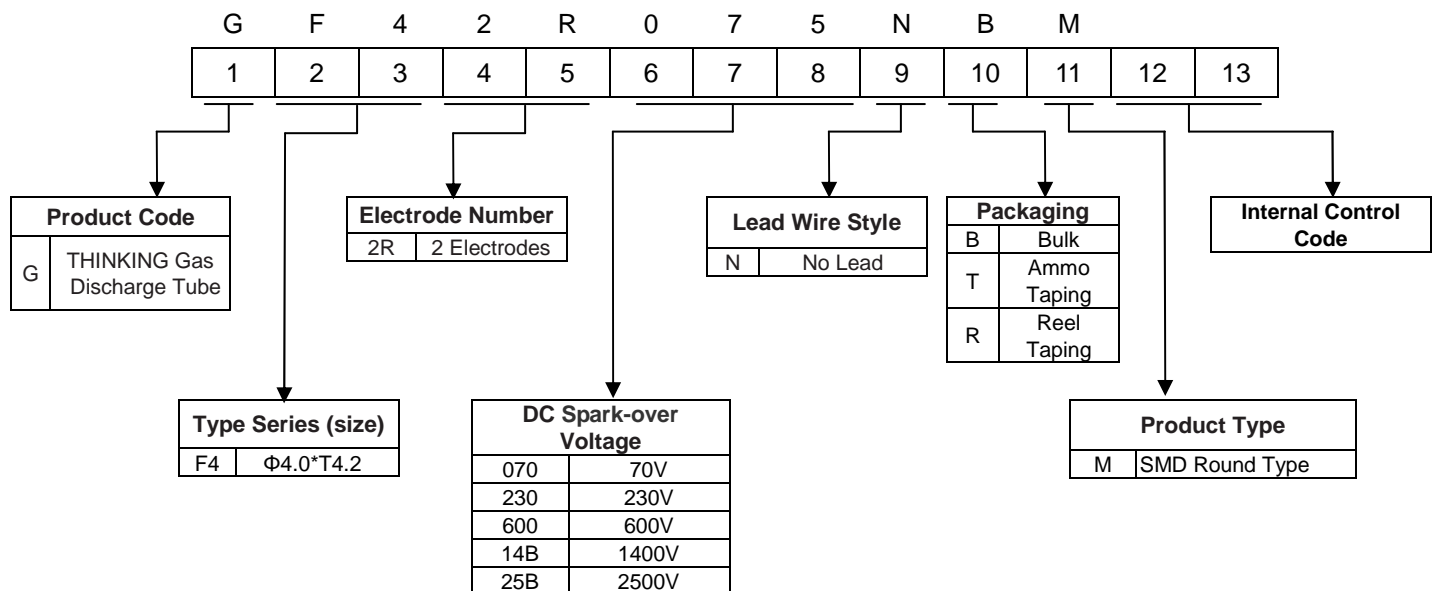 G F 4 2 R 0 7 5 N B M
1 2 3 4 5 6 7 8 9 10 11 12 13
Product Code
G THINKING Gas
Discharge Tube
Electrode Number
2R 2 Electrodes
Lead Wire Style
N No Lead
Packaging
B Bulk
T Ammo
Taping
R Reel
Taping
Internal Control
Code
Type Series (size)
F4 Φ4.0*T4.2
DC Spark-over
Voltage
070 70V
230 230V
600 600V
14B 1400V
25B 2500V
Product Type
M SMD Round Type